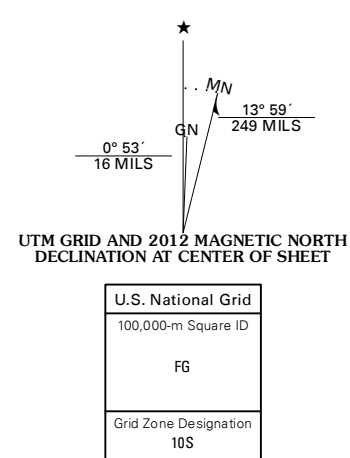 ★
MN
GN
13° 59´
249 MILS
0° 53´
16 MILS
UTM GRID AND 2012 MAGNETIC NORTH
DECLINATION AT CENTER OF SHEET
U.S. National Grid
100,000-m Square ID
FG
Grid Zone Designation
10S